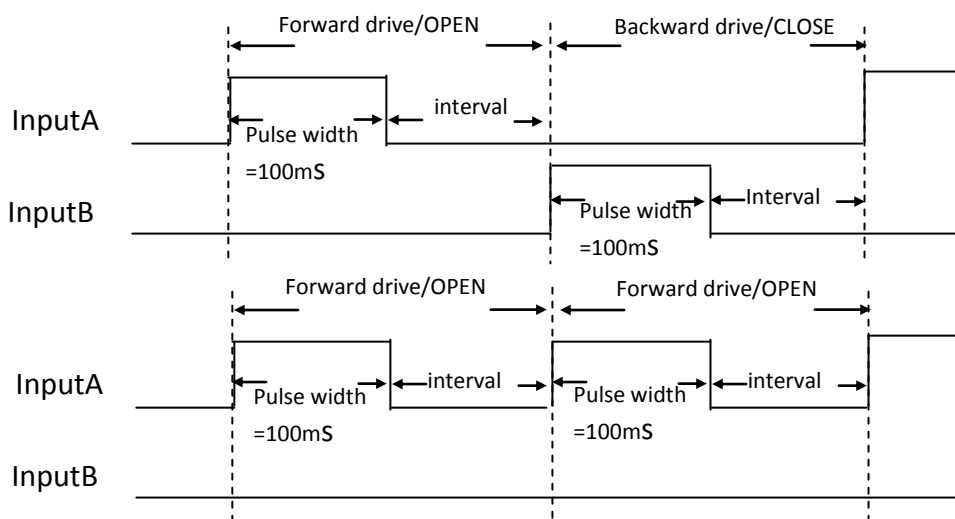 Forward drive/OPEN
Backward drive/CLOSE
InputA
interval
Pulse width
=100mS
InputB
Pulse width
=100mS
Interval
Forward drive/OPEN
Forward drive/OPEN
InputA
Pulse width
=100mS
interval
Pulse width
=100mS
interval
InputB